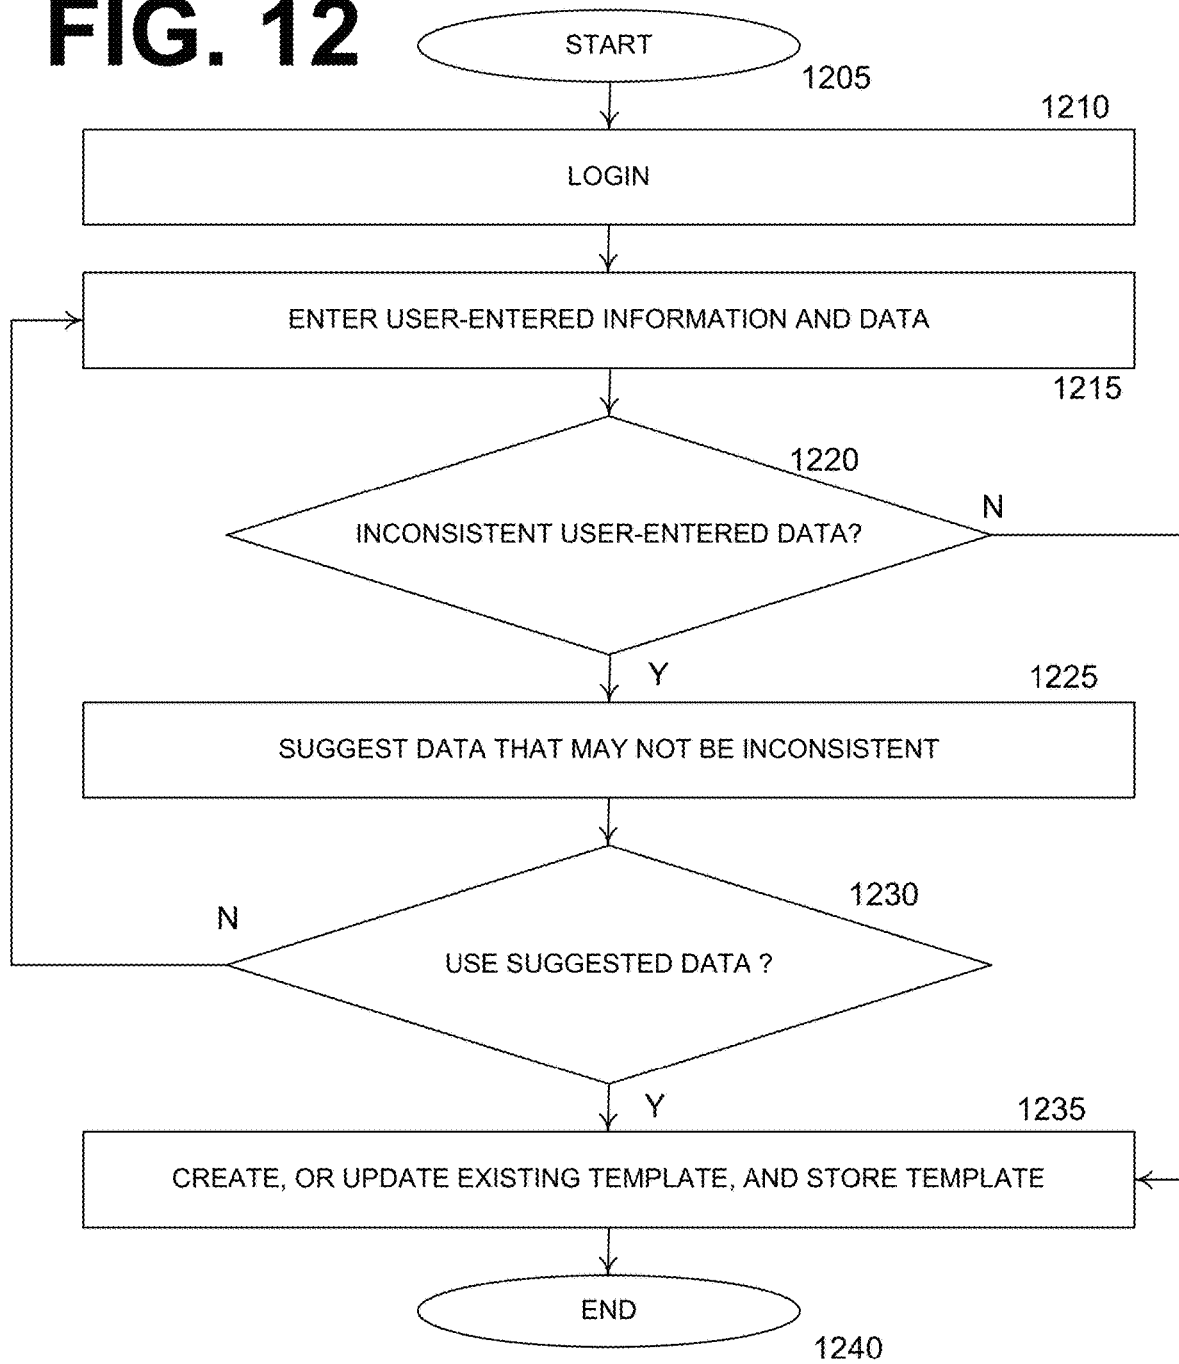 FIG. 12
START
1205
1210
LOGIN
ENTER USER-ENTERED INFORMATION AND DATA
1215
1220
N
INCONSISTENT USER-ENTERED DATA?
Y
1225
SUGGEST DATA THAT MAY NOT BE INCONSISTENT
1230
N
USE SUGGESTED DATA ?
Y
1235
CREATE, OR UPDATE EXISTING TEMPLATE, AND STORE TEMPLATE
END
1240